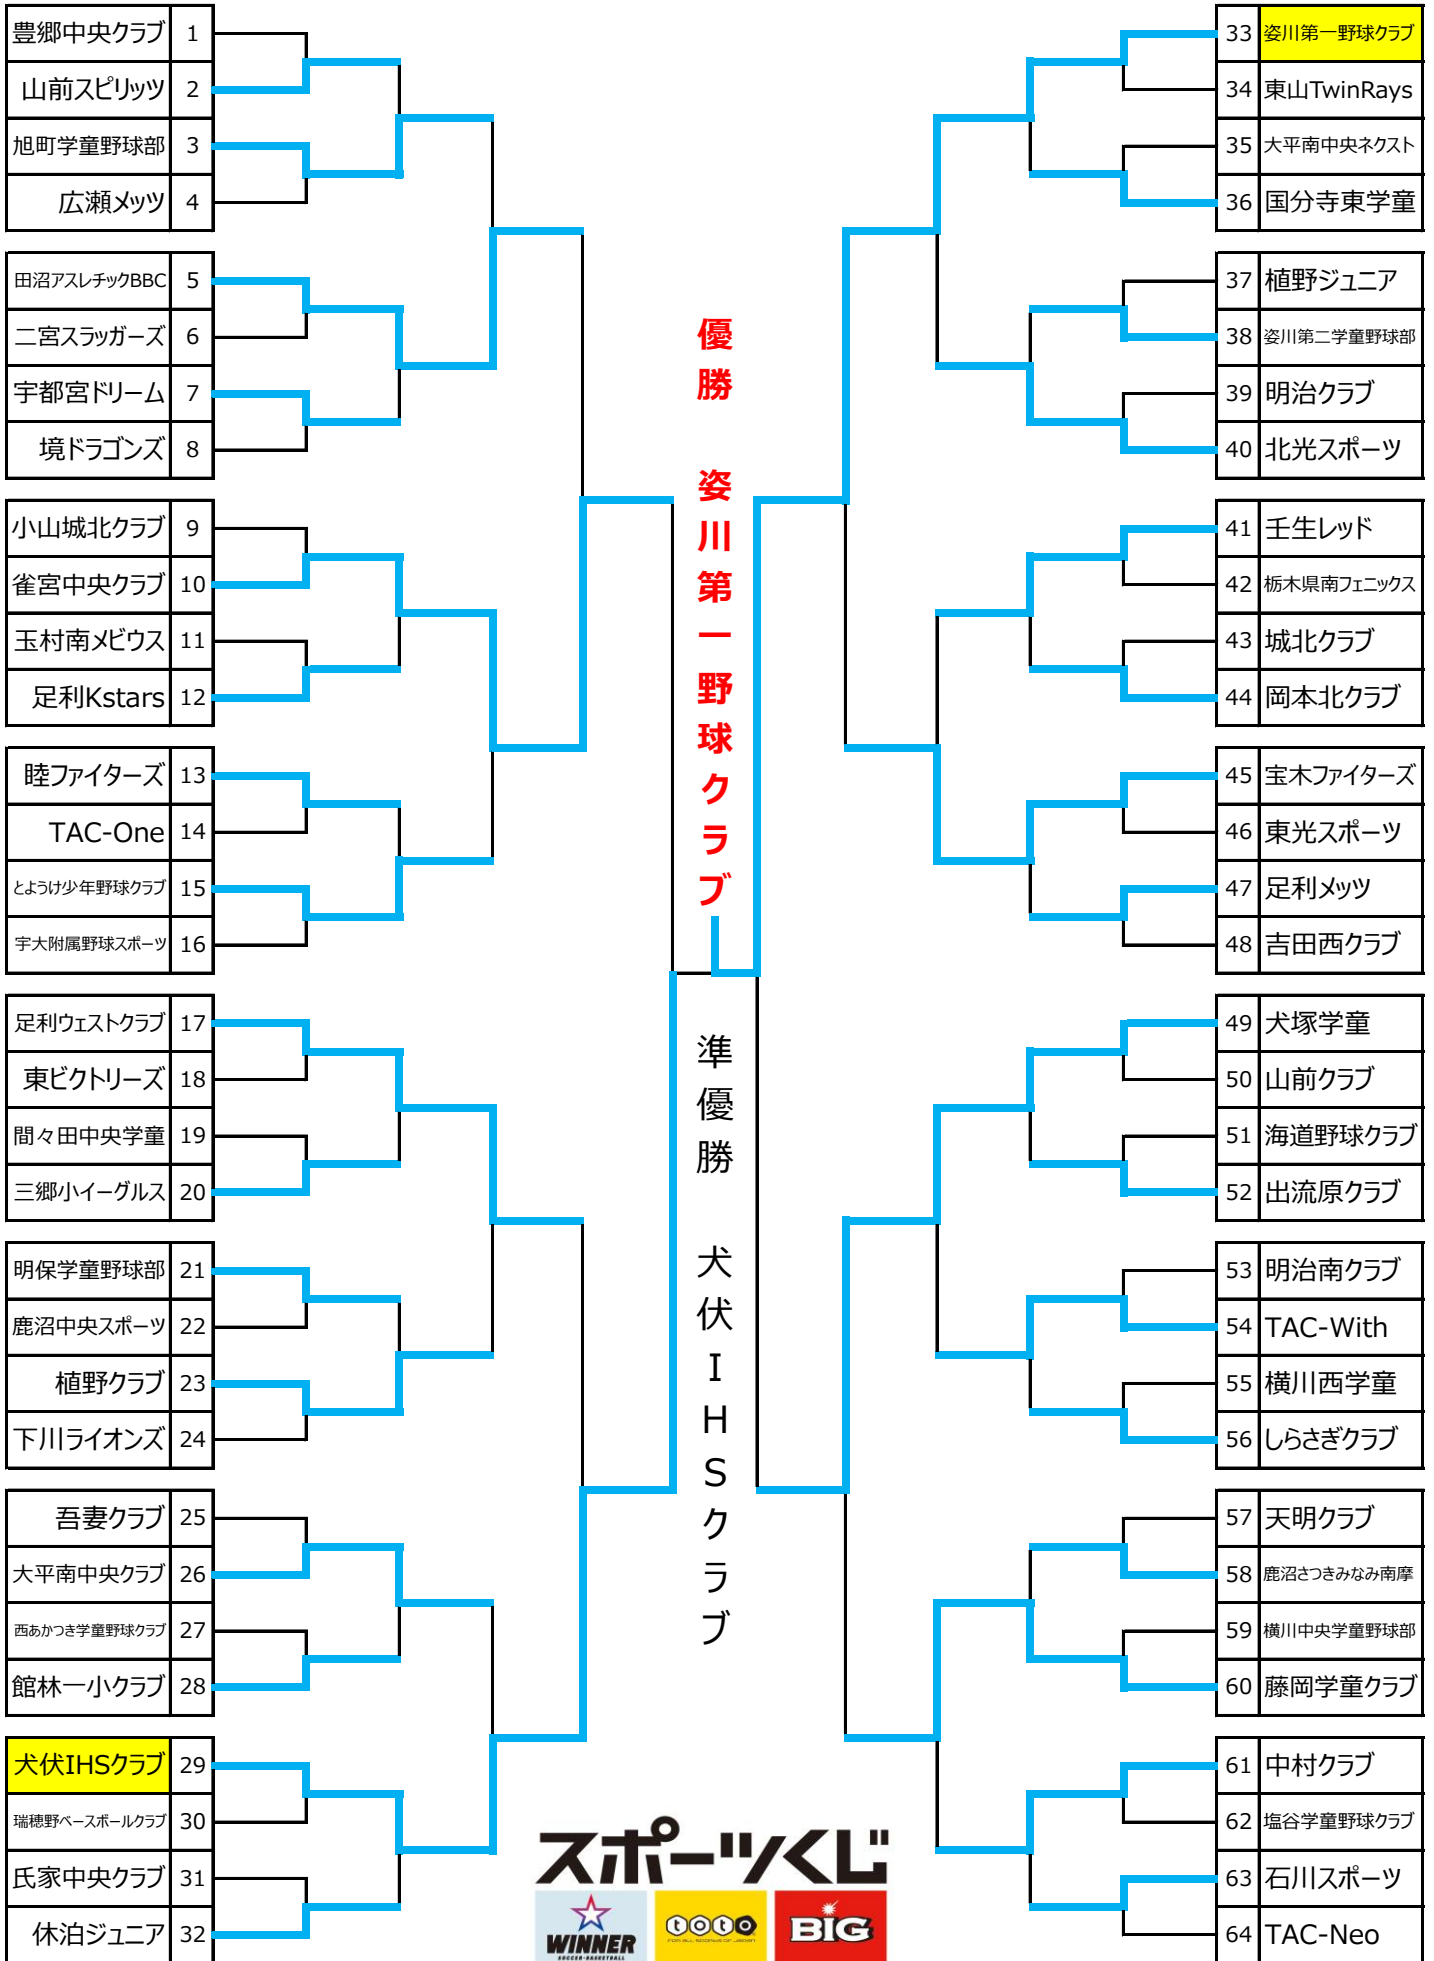 豊郷中央クラブ 1
山前スピリッツ 2
旭町学童野球部 3
広瀬メッツ 4
田沼アスレチックBBC 5
二宮スラッガーズ 6
宇都宮ドリーム 7
境ドラゴンズ 8
小山城北クラブ 9
雀宮中央クラブ 10
玉村南メビウス 11
足利Kstars 12
睦ファイターズ 13
TAC-One 14
とようけ少年野球クラブ 15
宇大附属野球スポーツ 16
足利ウェストクラブ 17
東ビクトリーズ 18
間々田中央学童 19
三郷小イーグルス 20
明保学童野球部 21
鹿沼中央スポーツ 22
植野クラブ 23
下川ライオンズ 24
吾妻クラブ 25
大平南中央クラブ 26
西あかつき学童野球クラブ 27
館林一小クラブ 28
犬伏IHSクラブ 29
瑞穂野ベースボールクラブ 30
氏家中央クラブ 31
休泊ジュニア 32
優勝 姿川第一野球クラブ
準優勝 犬伏IHSクラブ
33 姿川第一野球クラブ
34 東山TwinRays
35 大平南中央ネクスト
36 国分寺東学童
37 植野ジュニア
38 姿川第二学童野球部
39 明治クラブ
40 北光スポーツ
41 壬生レッド
42 栃木県南フェニックス
43 城北クラブ
44 岡本北クラブ
45 宝木ファイターズ
46 東光スポーツ
47 足利メッツ
48 吉田西クラブ
49 犬塚学童
50 山前クラブ
51 海道野球クラブ
52 出流原クラブ
53 明治南クラブ
54 TAC-With
55 横川西学童
56 しらさぎクラブ
57 天明クラブ
58 鹿沼さつきみなみ南摩
59 横川中央学童野球部
60 藤岡学童クラブ
61 中村クラブ
62 塩谷学童野球クラブ
63 石川スポーツ
64 TAC-Neo
スポーツくじ
WINNER
SOCCER・BASKETBALL
toto
FOR ALL SPORTS OF JAPAN
BIG